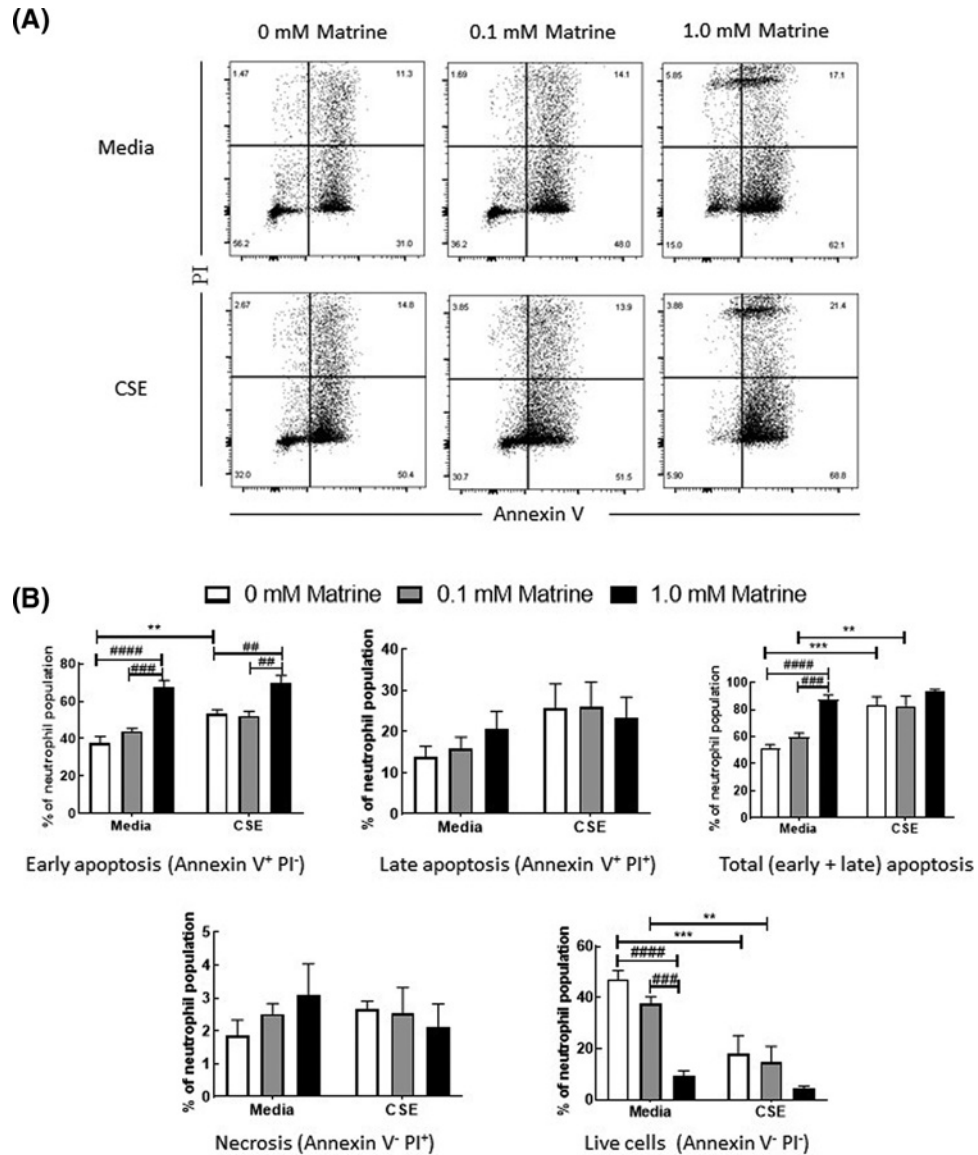 (A)
0 mM Matrine 0.1 mM Matrine 1.0 mM Matrine
Media
1.47 11.3
56.2 31.0
1.69 14.1
36.2 48.0
5.85 17.1
15.0 62.1
PI
CSE
2.67 14.8
32.0 50.4
3.85 13.9
30.7 51.5
3.88 21.4
5.90 68.8
Annexin V
(B)
0 mM Matrine 0.1 mM Matrine 1.0 mM Matrine
% of neutrophil population
80
60
40
20
0
**
####
###
##
##
Media CSE
Early apoptosis (Annexin V⁺ PI⁻)
% of neutrophil population
40
30
20
10
0
Media CSE
Late apoptosis (Annexin V⁺ PI⁺)
% of neutrophil population
100
80
60
40
20
0
**
***
####
###
Media CSE
Total (early + late) apoptosis
% of neutrophil population
5
4
3
2
1
0
Media CSE
Necrosis (Annexin V⁻ PI⁺)
% of neutrophil population
60
40
20
0
**
***
####
###
Media CSE
Live cells (Annexin V⁻ PI⁻)